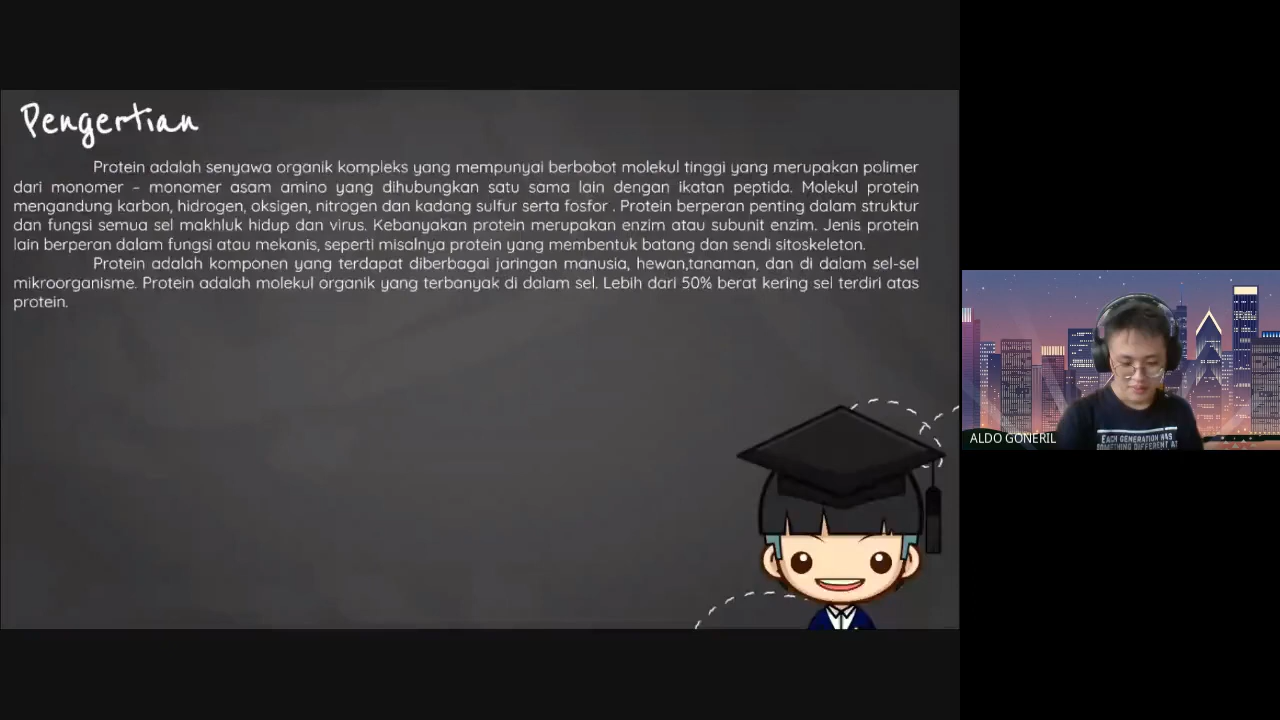 Pengertian
Protein adalah senyawa organik kompleks yang mempunyai berbobot molekul tinggi yang merupakan polimer
dari monomer – monomer asam amino yang dihubungkan satu sama lain dengan ikatan peptida. Molekul protein
mengandung karbon, hidrogen, oksigen, nitrogen dan kadang sulfur serta fosfor . Protein berperan penting dalam struktur
dan fungsi semua sel makhluk hidup dan virus. Kebanyakan protein merupakan enzim atau subunit enzim. Jenis protein
lain berperan dalam fungsi atau mekanis, seperti misalnya protein yang membentuk batang dan sendi sitoskeleton.
Protein adalah komponen yang terdapat diberbagai jaringan manusia, hewan,tanaman, dan di dalam sel-sel
mikroorganisme. Protein adalah molekul organik yang terbanyak di dalam sel. Lebih dari 50% berat kering sel terdiri atas
protein.
EACH GENERATION WAS
SOMETHING DIFFERENT AT
ALDO GONERIL